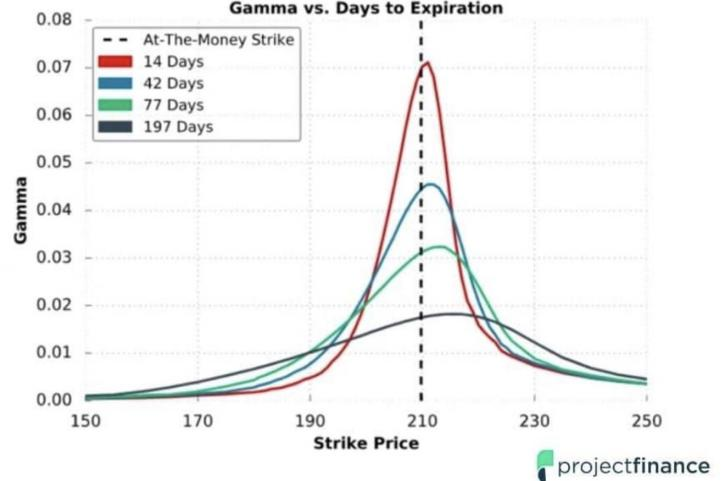 Gamma vs. Days to Expiration
0.08
At-The-Money Strike
14 Days
42 Days
77 Days
197 Days
0.07
0.06
0.05
0.04
0.03
0.02
0.01
0.00
Gamma
150 170 190 210 230 250
Strike Price
projectfinance